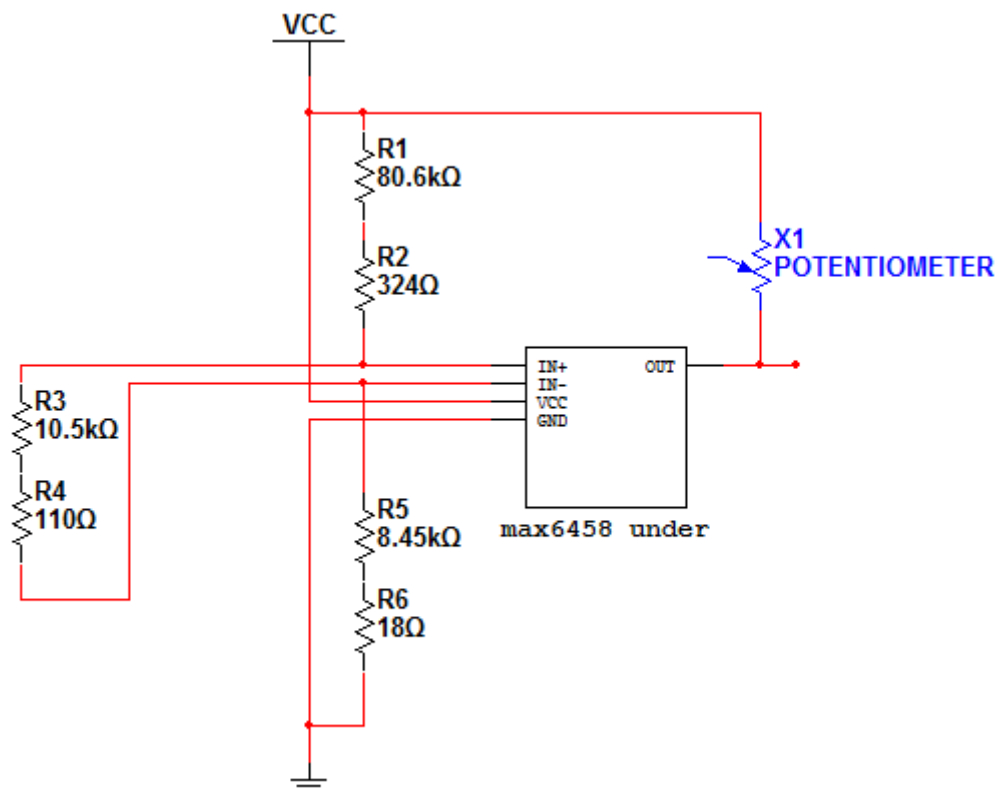 VCC
R1
80.6kΩ
R2
324Ω
X1
POTENTIOMETER
IN+
IN-
VCC
GND
OUT
max6458 under
R3
10.5kΩ
R4
110Ω
R5
8.45kΩ
R6
18Ω